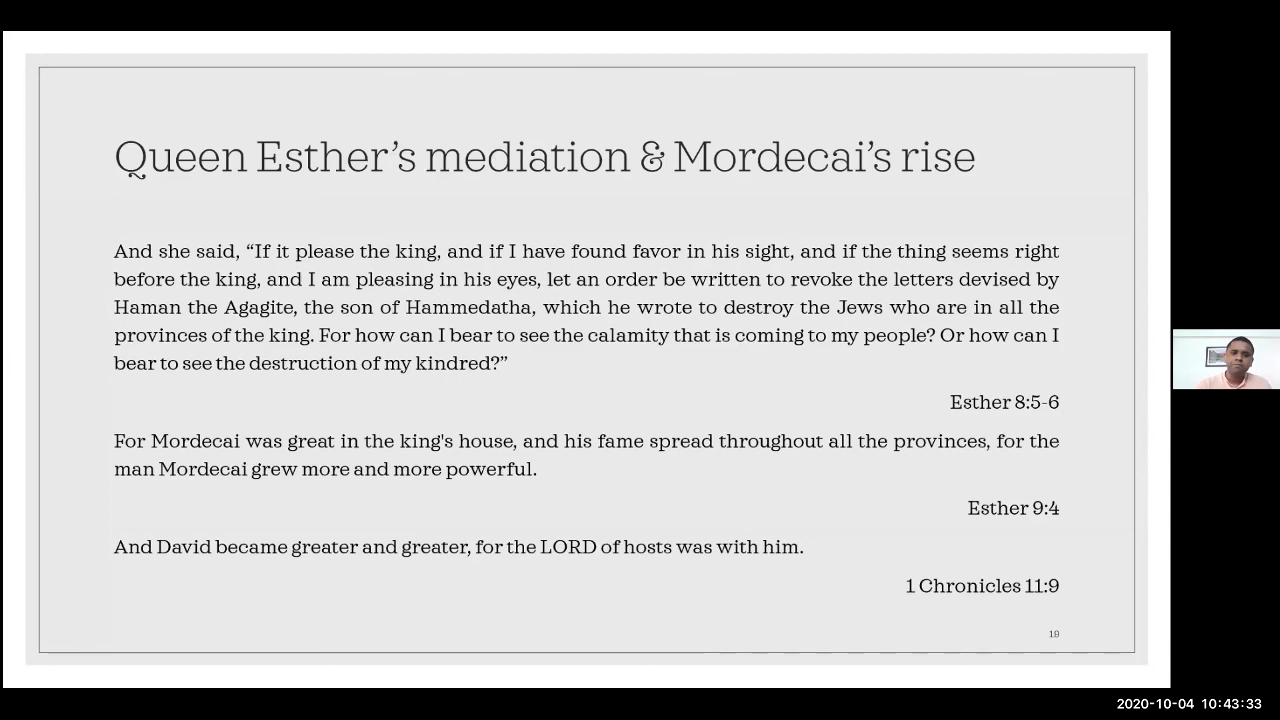 Queen Esther’s mediation & Mordecai’s rise
And she said, “If it please the king, and if I have found favor in his sight, and if the thing seems right
before the king, and I am pleasing in his eyes, let an order be written to revoke the letters devised by
Haman the Agagite, the son of Hammedatha, which he wrote to destroy the Jews who are in all the
provinces of the king. For how can I bear to see the calamity that is coming to my people? Or how can I
bear to see the destruction of my kindred?”
Esther 8:5-6
For Mordecai was great in the king's house, and his fame spread throughout all the provinces, for the
man Mordecai grew more and more powerful.
Esther 9:4
And David became greater and greater, for the LORD of hosts was with him.
1 Chronicles 11:9
19
2020-10-04 10:43:33